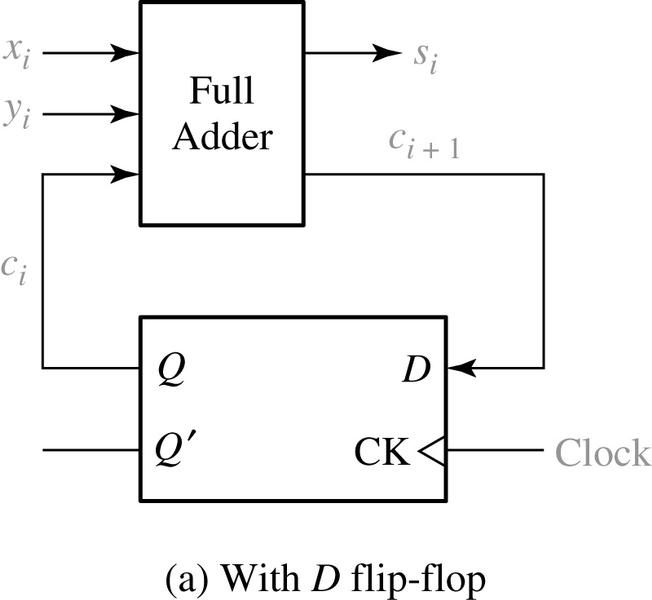 x_i
s_i
Full
Adder
y_i
c_{i + 1}
c_i
Q
D
Q′
CK
Clock
(a) With D flip-flop